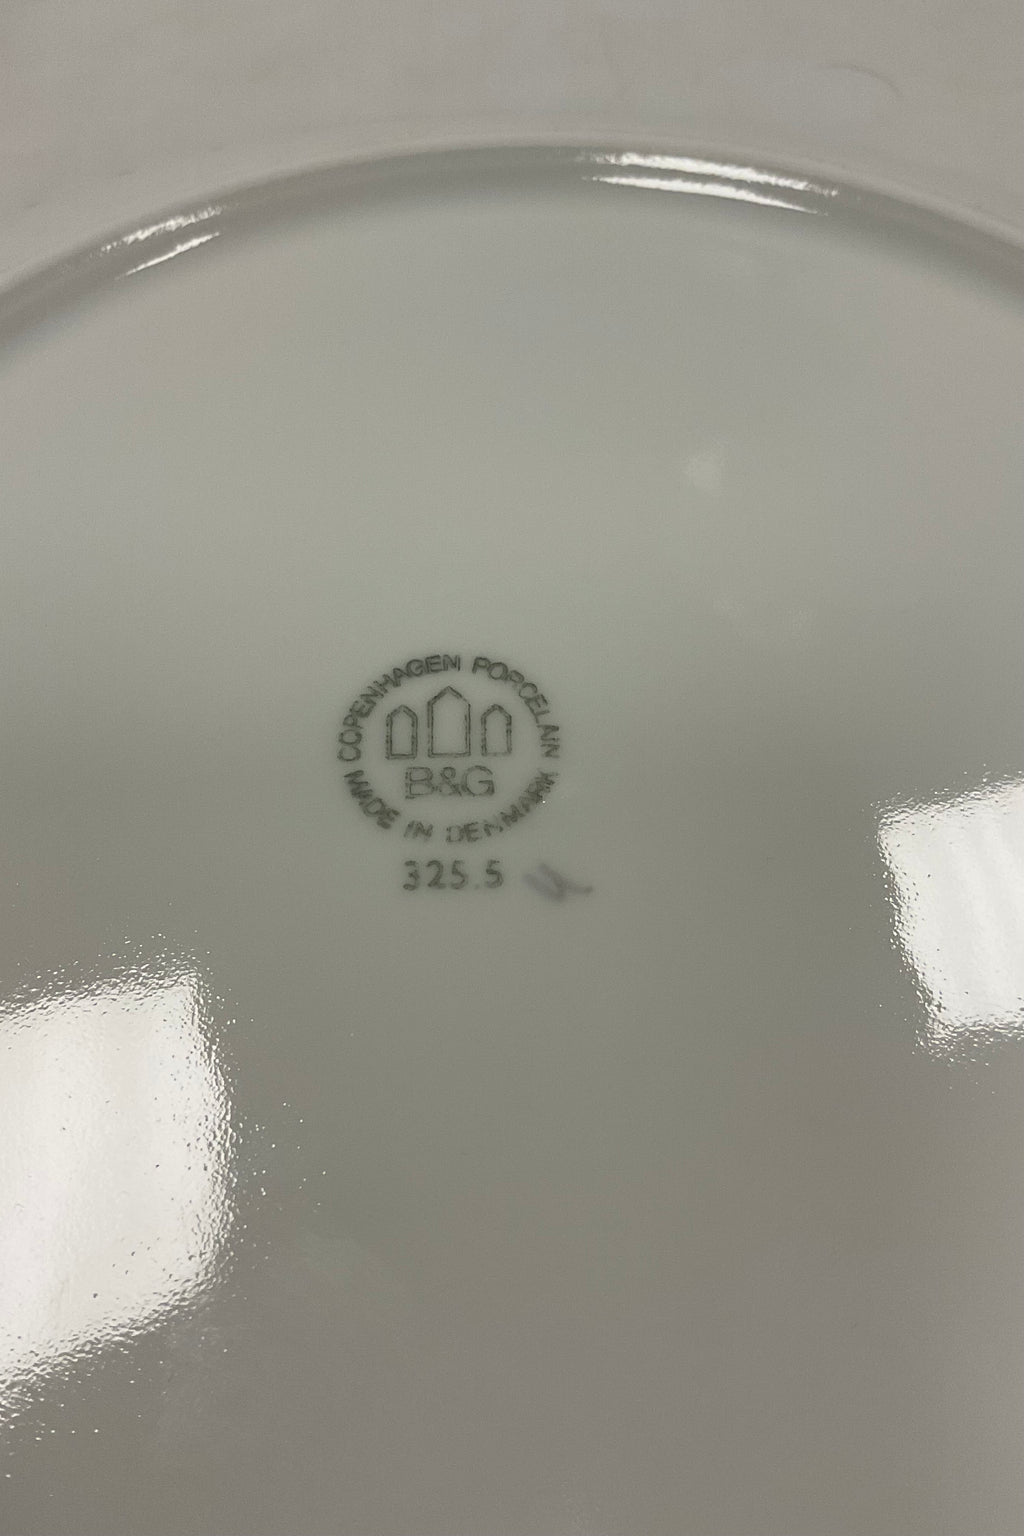 COPENHAGEN PORCELAIN
B&G
MADE IN DENMARK
325.5